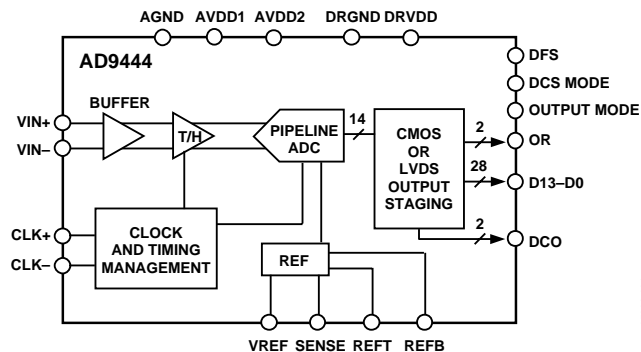 AGND AVDD1 AVDD2 DRGND DRVDD
AD9444
DFS
DCS MODE
OUTPUT MODE
BUFFER
VIN+
VIN–
T/H
PIPELINE
ADC
14
CMOS
OR
LVDS
OUTPUT
STAGING
2
OR
28
D13–D0
2
DCO
CLK+
CLK–
CLOCK
AND TIMING
MANAGEMENT
REF
VREF SENSE REFT REFB